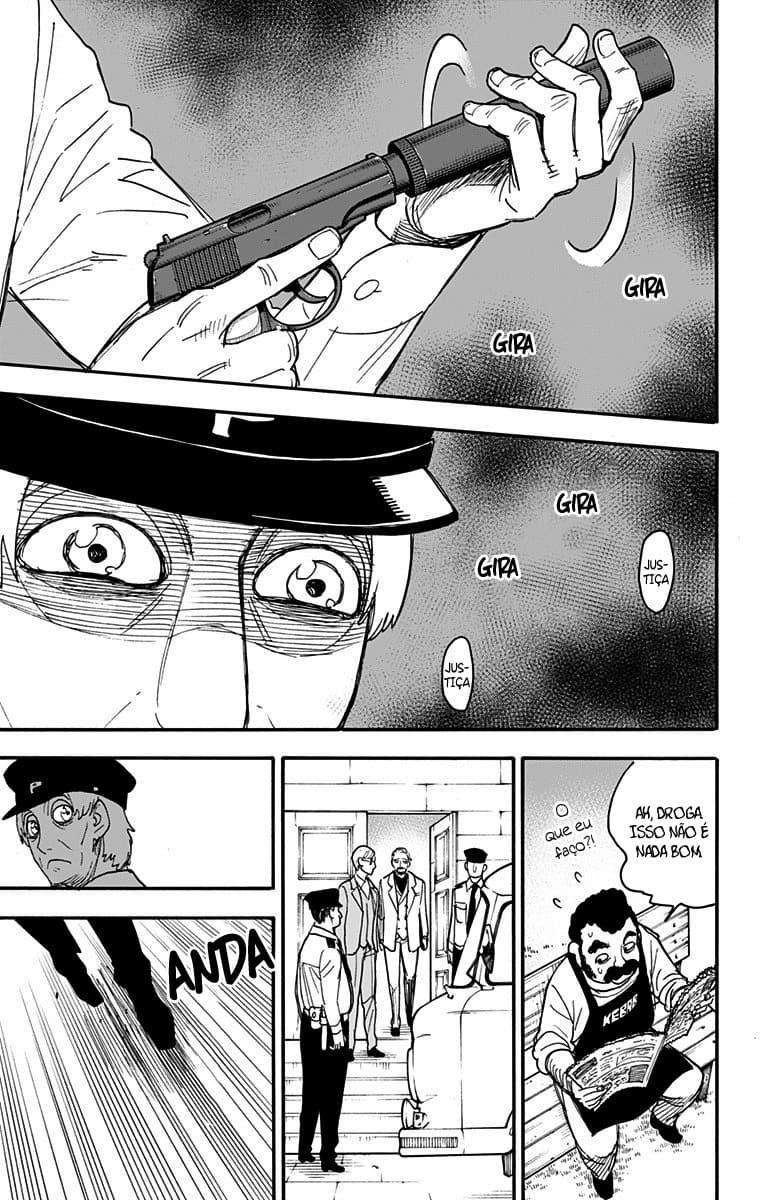 GIRA
GIRA
P
GIRA
GIRA
JUS-
TIÇA
JUS-
TIÇA
AH, DROGA
ISSO NÃO É
NADA BOM
O
QUE EU
FAÇO?!
KEBAB
P
ANDA